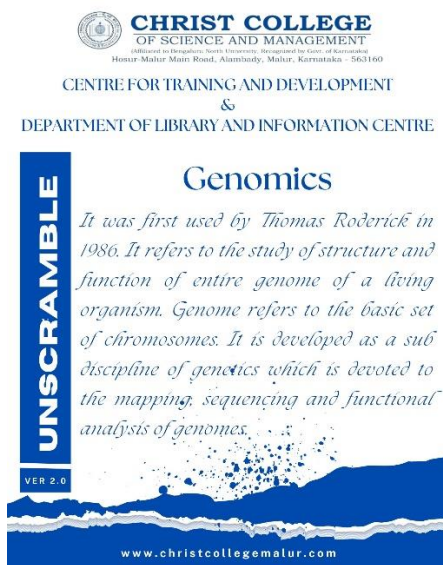 CHRIST COLLEGE
OF SCIENCE AND MANAGEMENT
(Affiliated to Bengaluru North University, Recognized by Govt. of Karnataka)
Hosur-Malur Main Road, Alambady, Malur, Karnataka - 563160
CENTRE FOR TRAINING AND DEVELOPMENT
&
DEPARTMENT OF LIBRARY AND INFORMATION CENTRE
UNSCRAMBLE
VER 2.0
Genomics
It was first used by Thomas Roderick in
1986. It refers to the study of structure and
function of entire genome of a living
organism. Genome refers to the basic set
of chromosomes. It is developed as a sub
discipline of genetics which is devoted to
the mapping, sequencing and functional
analysis of genomes.
www.christcollegemalur.com